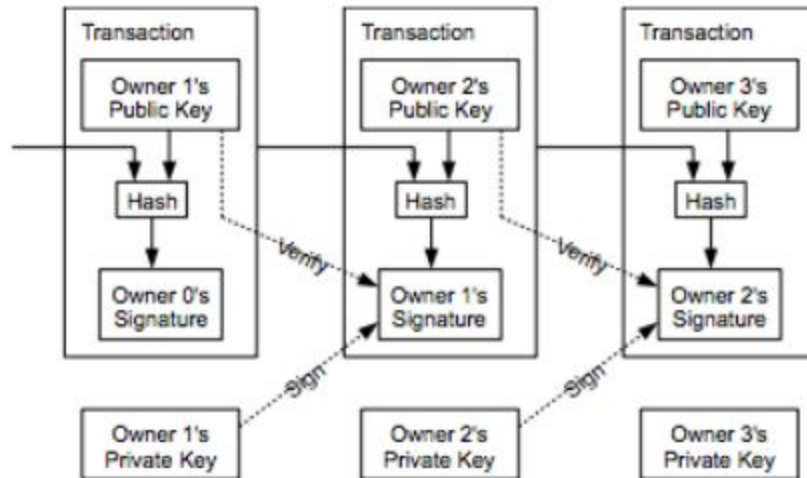 Transaction
Owner 1's
Public Key
Hash
Owner 0's
Signature
Transaction
Owner 2's
Public Key
Hash
Verify
Owner 1's
Signature
Sign
Transaction
Owner 3's
Public Key
Hash
Verify
Owner 2's
Signature
Sign
Owner 1's
Private Key
Owner 2's
Private Key
Owner 3's
Private Key